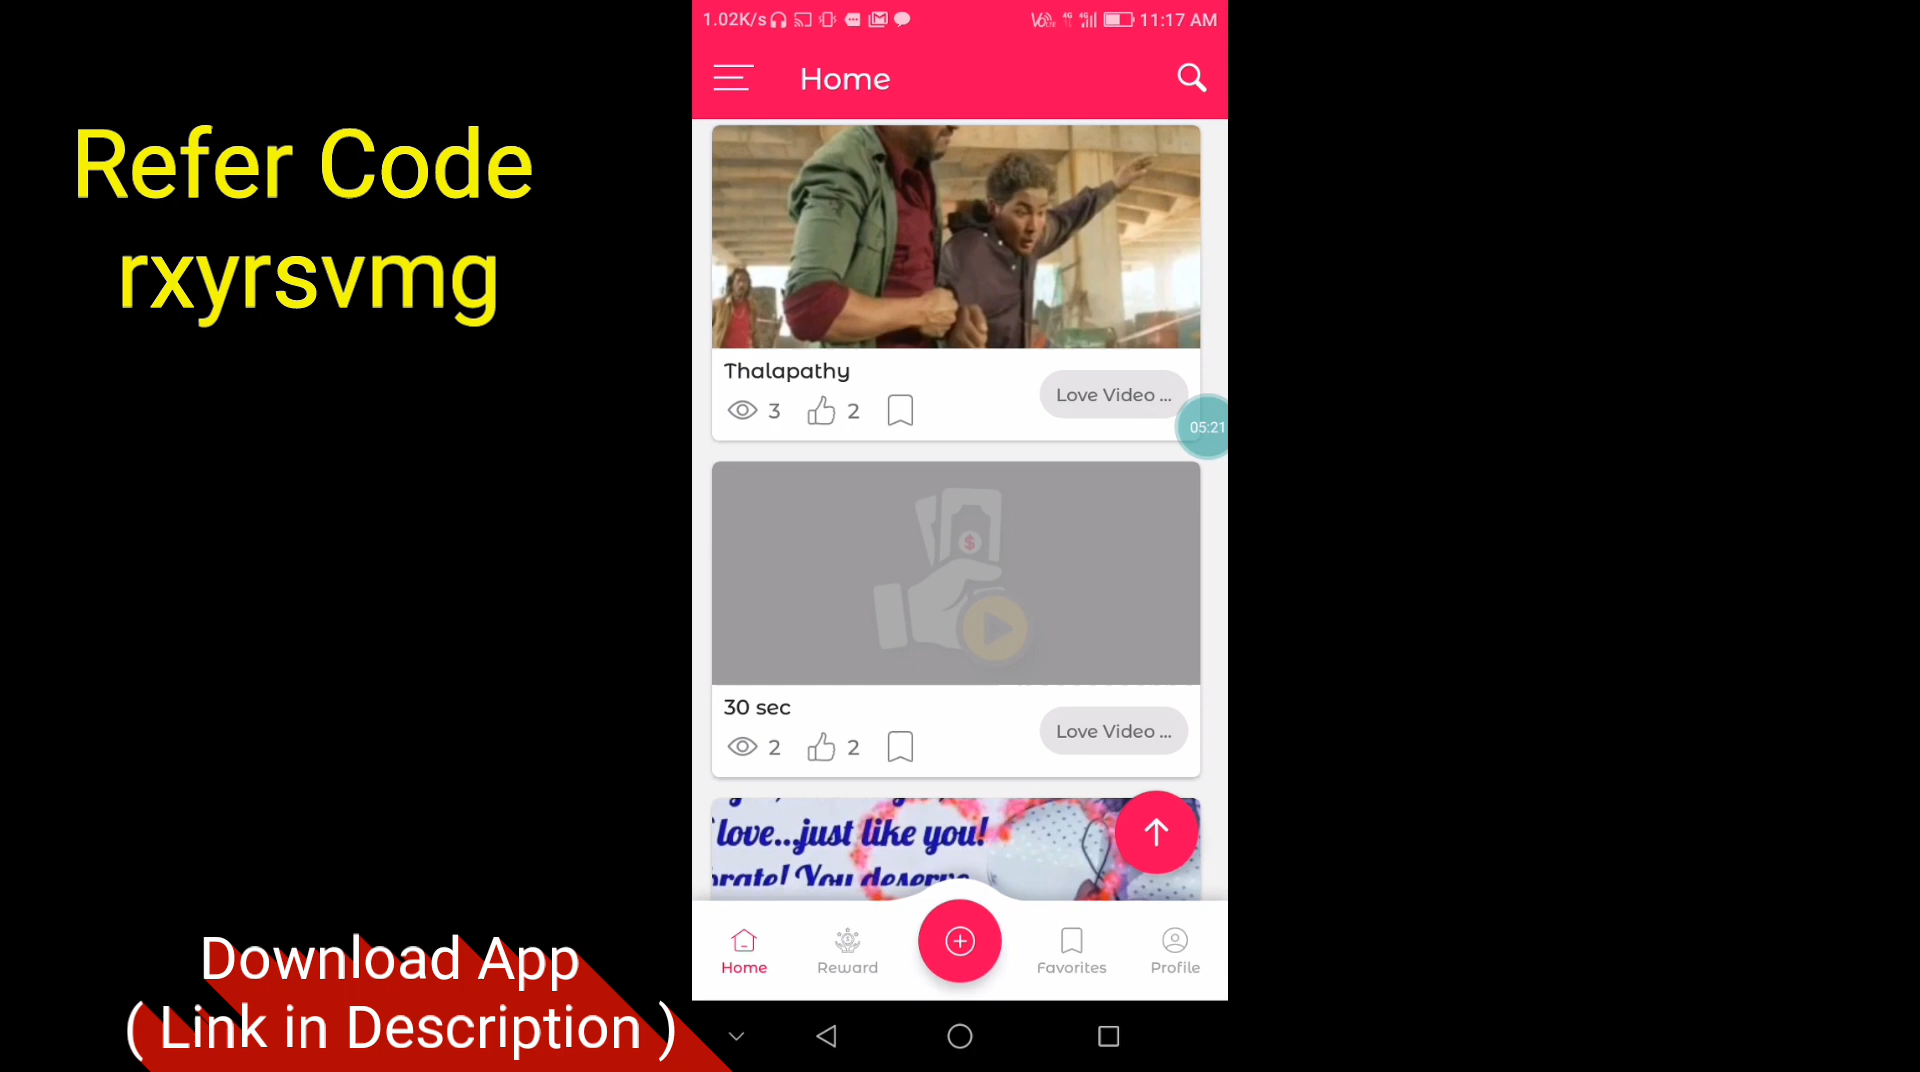 1.02K/s
11:17 AM
Home
Refer Code
rxyrsvmg
Thalapathy
Love Video ...
3
2
05:21
$
30 sec
Love Video ...
2
2
love...just like you!
Home
Reward
Favorites
Profile
Download App
( Link in Description )